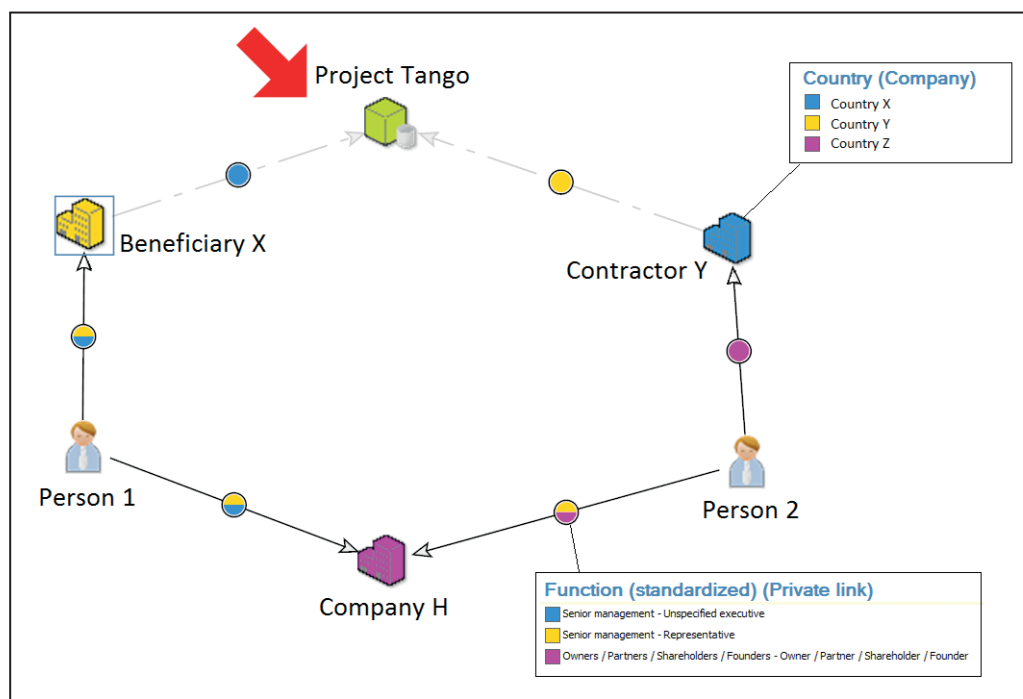 Project Tango
Country (Company)
Country X
Country Y
Country Z
Beneficiary X
Contractor Y
Person 1
Person 2
Company H
Function (standardized) (Private link)
Senior management - Unspecified executive
Senior management - Representative
Owners / Partners / Shareholders / Founders - Owner / Partner / Shareholder / Founder